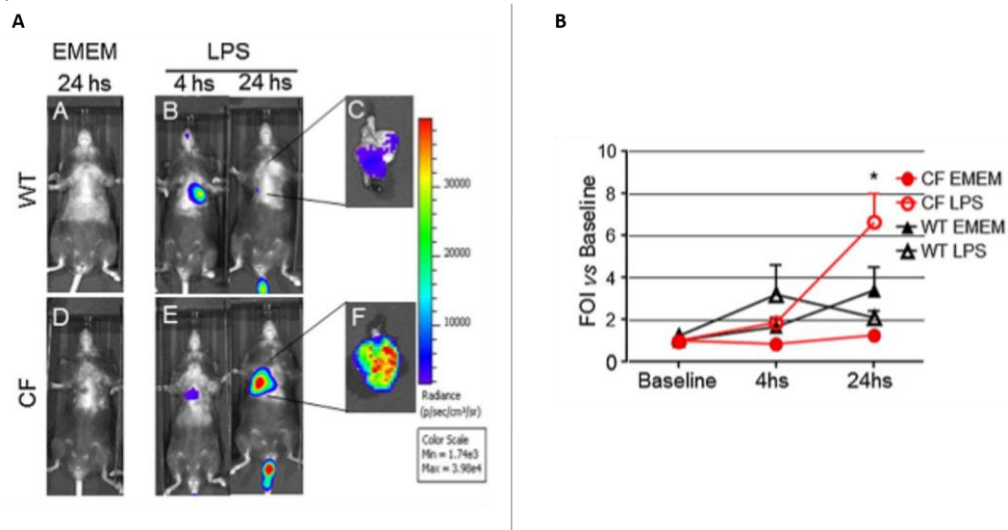 A
EMEM
LPS
24 hs
4 hs
24 hs
A
B
C
WT
D
E
F
CF
30000
20000
10000
Radiance
(p/sec/cm²/sr)
Color Scale
Min = 1.74e3
Max = 3.98e4
B
FOI vs Baseline
10
8
6
4
2
0
Baseline
4hs
24hs
*
CF EMEM
CF LPS
WT EMEM
WT LPS